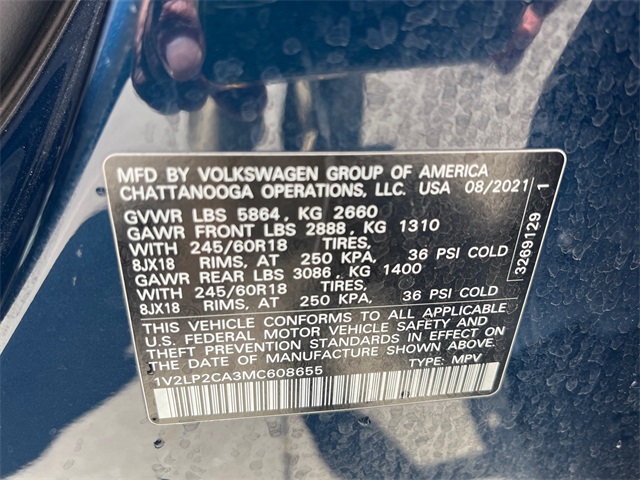 MFD BY VOLKSWAGEN GROUP OF AMERICA
CHATTANOOGA OPERATIONS, LLC. USA 08/2021
GVWR LBS 5864 , KG 2660
GAWR FRONT LBS 2888 , KG 1310
WITH 245/60R18 TIRES,
8JX18 RIMS, AT 250 KPA, 36 PSI COLD
GAWR REAR LBS 3086 , KG 1400
WITH 245/60R18 TIRES,
8JX18 RIMS, AT 250 KPA, 36 PSI COLD
THIS VEHICLE CONFORMS TO ALL APPLICABLE
U.S. FEDERAL MOTOR VEHICLE SAFETY AND
THEFT PREVENTION STANDARDS IN EFFECT ON
THE DATE OF MANUFACTURE SHOWN ABOVE.
1V2LP2CA3MC608655 TYPE: MPV
3269129 1